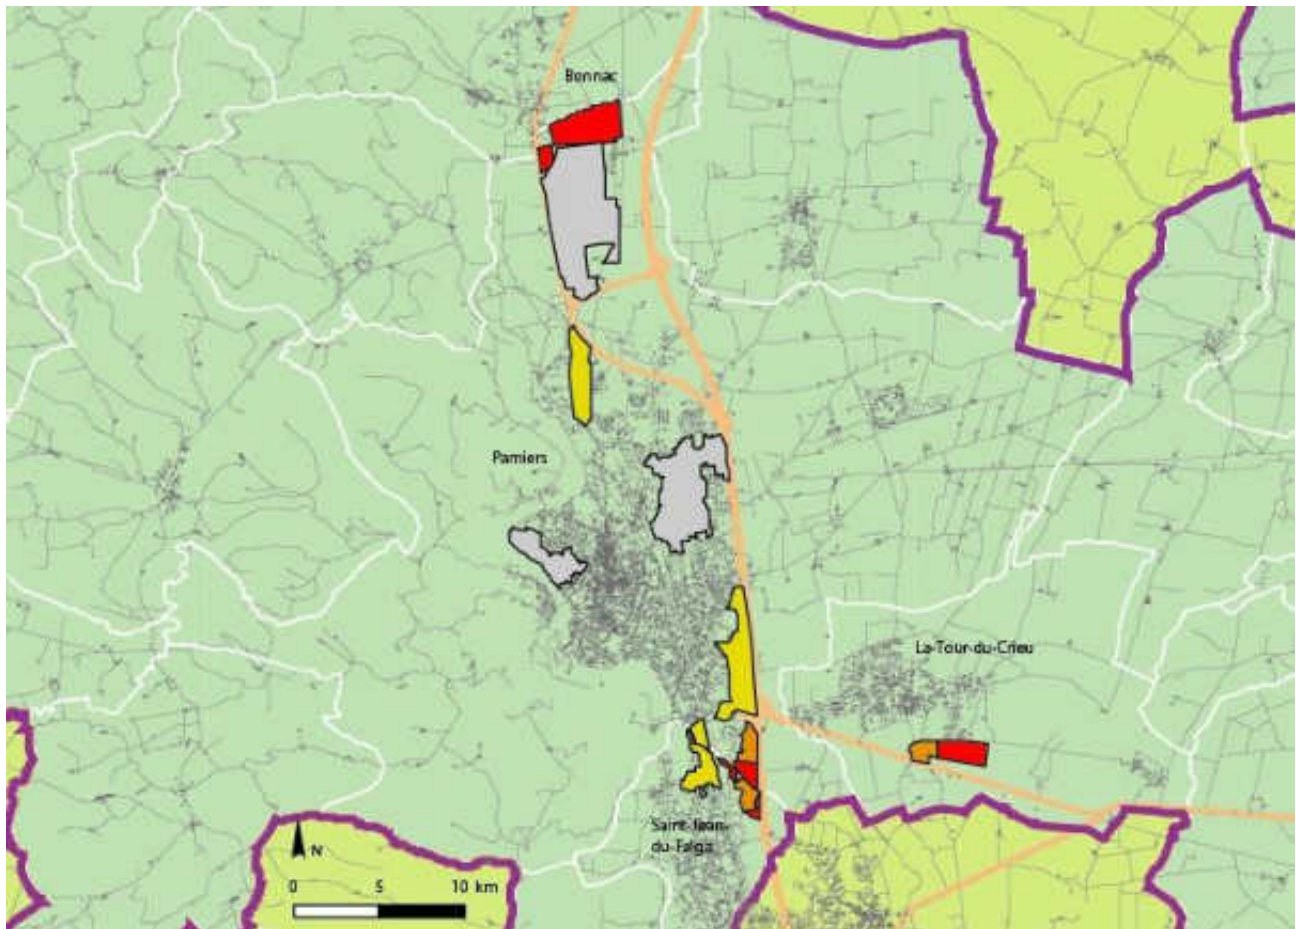 Bonnac
Pamiers
La-Tour-du-Crieu
Saint-Jean-
du-Falga
N
0 5 10 km